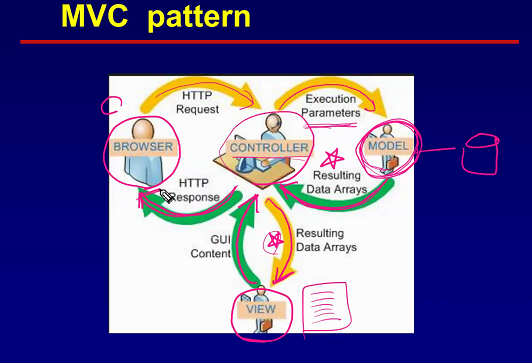 MVC pattern
HTTP
Request
Execution
Parameters
BROWSER
CONTROLLER
MODEL
HTTP
Response
Resulting
Data Arrays
GUI
Content
Resulting
Data Arrays
VIEW